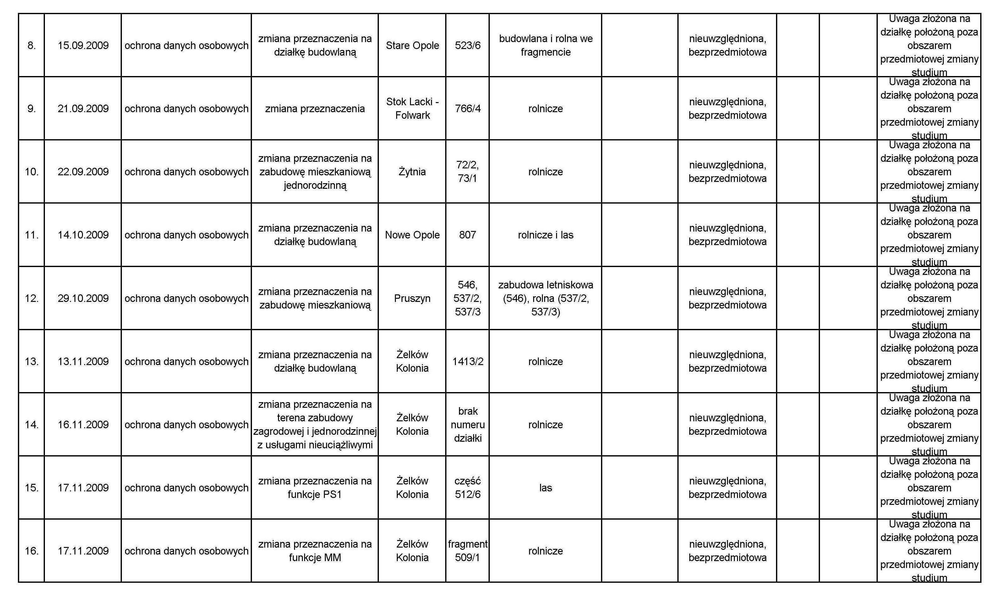 8.
15.09.2009
ochrona danych osobowych
zmiana przeznaczenia na
działkę budowlaną
Stare Opole
523/6
budowlana i rolna we
fragmencie
nieuwzględniona,
bezprzedmiotowa
Uwaga złożona na
działkę położoną poza
obszarem
przedmiotowej zmiany
studium
9.
21.09.2009
ochrona danych osobowych
zmiana przeznaczenia
Stok Lacki -
Folwark
766/4
rolnicze
nieuwzględniona,
bezprzedmiotowa
Uwaga złożona na
działkę położoną poza
obszarem
przedmiotowej zmiany
studium
10.
22.09.2009
ochrona danych osobowych
zmiana przeznaczenia na
zabudowę mieszkaniową
jednorodzinną
Żytnia
72/2,
73/1
rolnicze
nieuwzględniona,
bezprzedmiotowa
Uwaga złożona na
działkę położoną poza
obszarem
przedmiotowej zmiany
studium
11.
14.10.2009
ochrona danych osobowych
zmiana przeznaczenia na
działkę budowlaną
Nowe Opole
807
rolnicze i las
nieuwzględniona,
bezprzedmiotowa
Uwaga złożona na
działkę położoną poza
obszarem
przedmiotowej zmiany
studium
12.
29.10.2009
ochrona danych osobowych
zmiana przeznaczenia na
zabudowę mieszkaniową
Pruszyn
546,
537/2,
537/3
zabudowa letniskowa
(546), rolna (537/2,
537/3)
nieuwzględniona,
bezprzedmiotowa
Uwaga złożona na
działkę położoną poza
obszarem
przedmiotowej zmiany
studium
13.
13.11.2009
ochrona danych osobowych
zmiana przeznaczenia na
działkę budowlaną
Żelków
Kolonia
1413/2
rolnicze
nieuwzględniona,
bezprzedmiotowa
Uwaga złożona na
działkę położoną poza
obszarem
przedmiotowej zmiany
studium
14.
16.11.2009
ochrona danych osobowych
zmiana przeznaczenia na
terena zabudowy
zagrodowej i jednorodzinnej
z usługami nieuciążliwymi
Żelków
Kolonia
brak
numeru
działki
rolnicze
nieuwzględniona,
bezprzedmiotowa
Uwaga złożona na
działkę położoną poza
obszarem
przedmiotowej zmiany
studium
15.
17.11.2009
ochrona danych osobowych
zmiana przeznaczenia na
funkcje PS1
Żelków
Kolonia
część
512/6
las
nieuwzględniona,
bezprzedmiotowa
Uwaga złożona na
działkę położoną poza
obszarem
przedmiotowej zmiany
studium
16.
17.11.2009
ochrona danych osobowych
zmiana przeznaczenia na
funkcje MM
Żelków
Kolonia
fragment
509/1
rolnicze
nieuwzględniona,
bezprzedmiotowa
Uwaga złożona na
działkę położoną poza
obszarem
przedmiotowej zmiany
studium